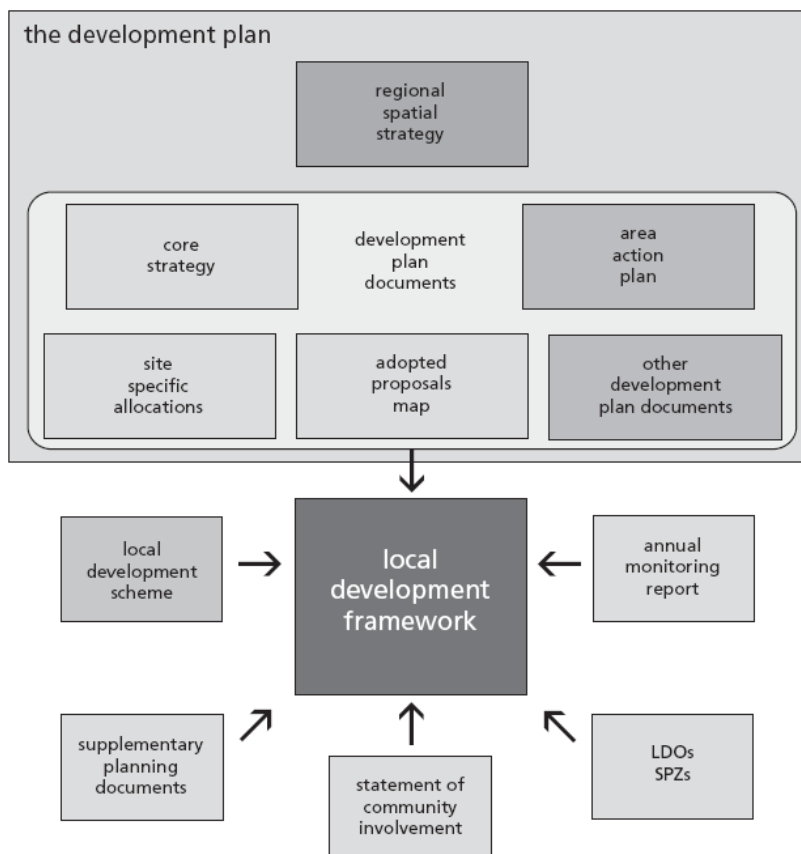 the development plan
regional
spatial
strategy
core
strategy
development
plan
documents
area
action
plan
site
specific
allocations
adopted
proposals
map
other
development
plan documents
local
development
scheme
local
development
framework
annual
monitoring
report
supplementary
planning
documents
statement of
community
involvement
LDOs
SPZs